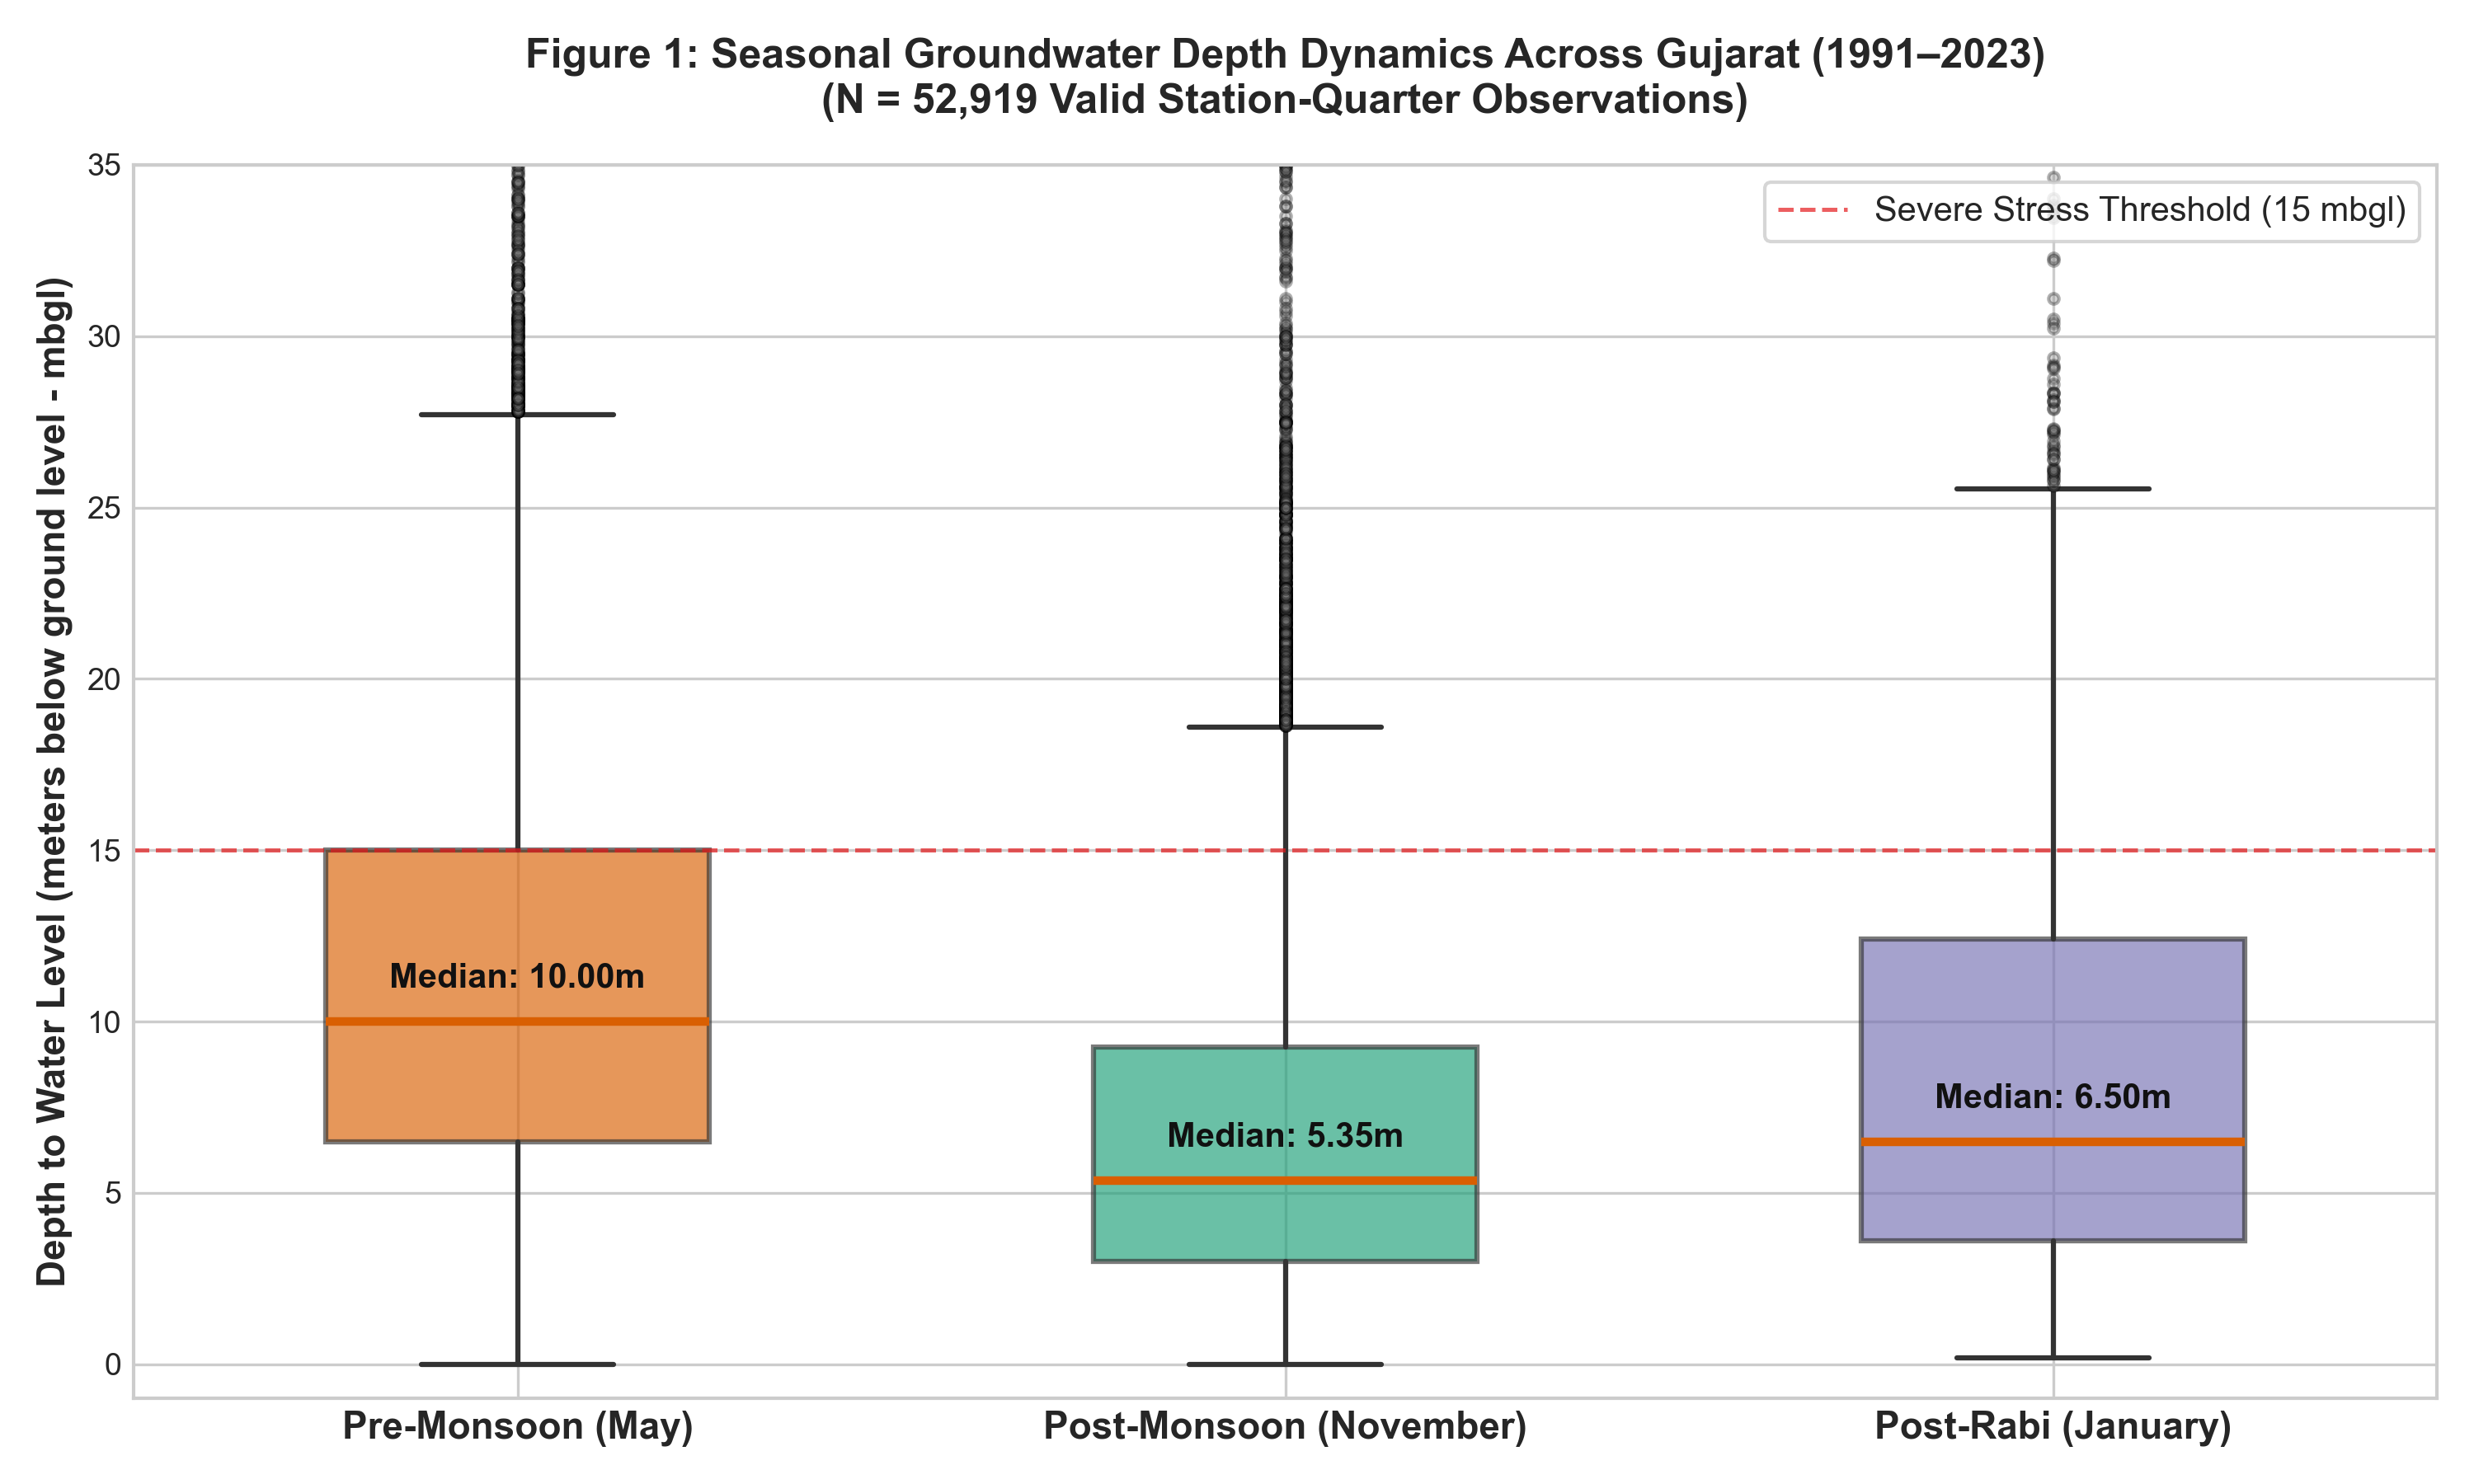 Figure 1: Seasonal Groundwater Depth Dynamics Across Gujarat (1991–2023)
(N = 52,919 Valid Station-Quarter Observations)
Depth to Water Level (meters below ground level - mbgl)
35
30
25
20
15
10
5
0
Severe Stress Threshold (15 mbgl)
Median: 10.00m
Median: 5.35m
Median: 6.50m
Pre-Monsoon (May)
Post-Monsoon (November)
Post-Rabi (January)